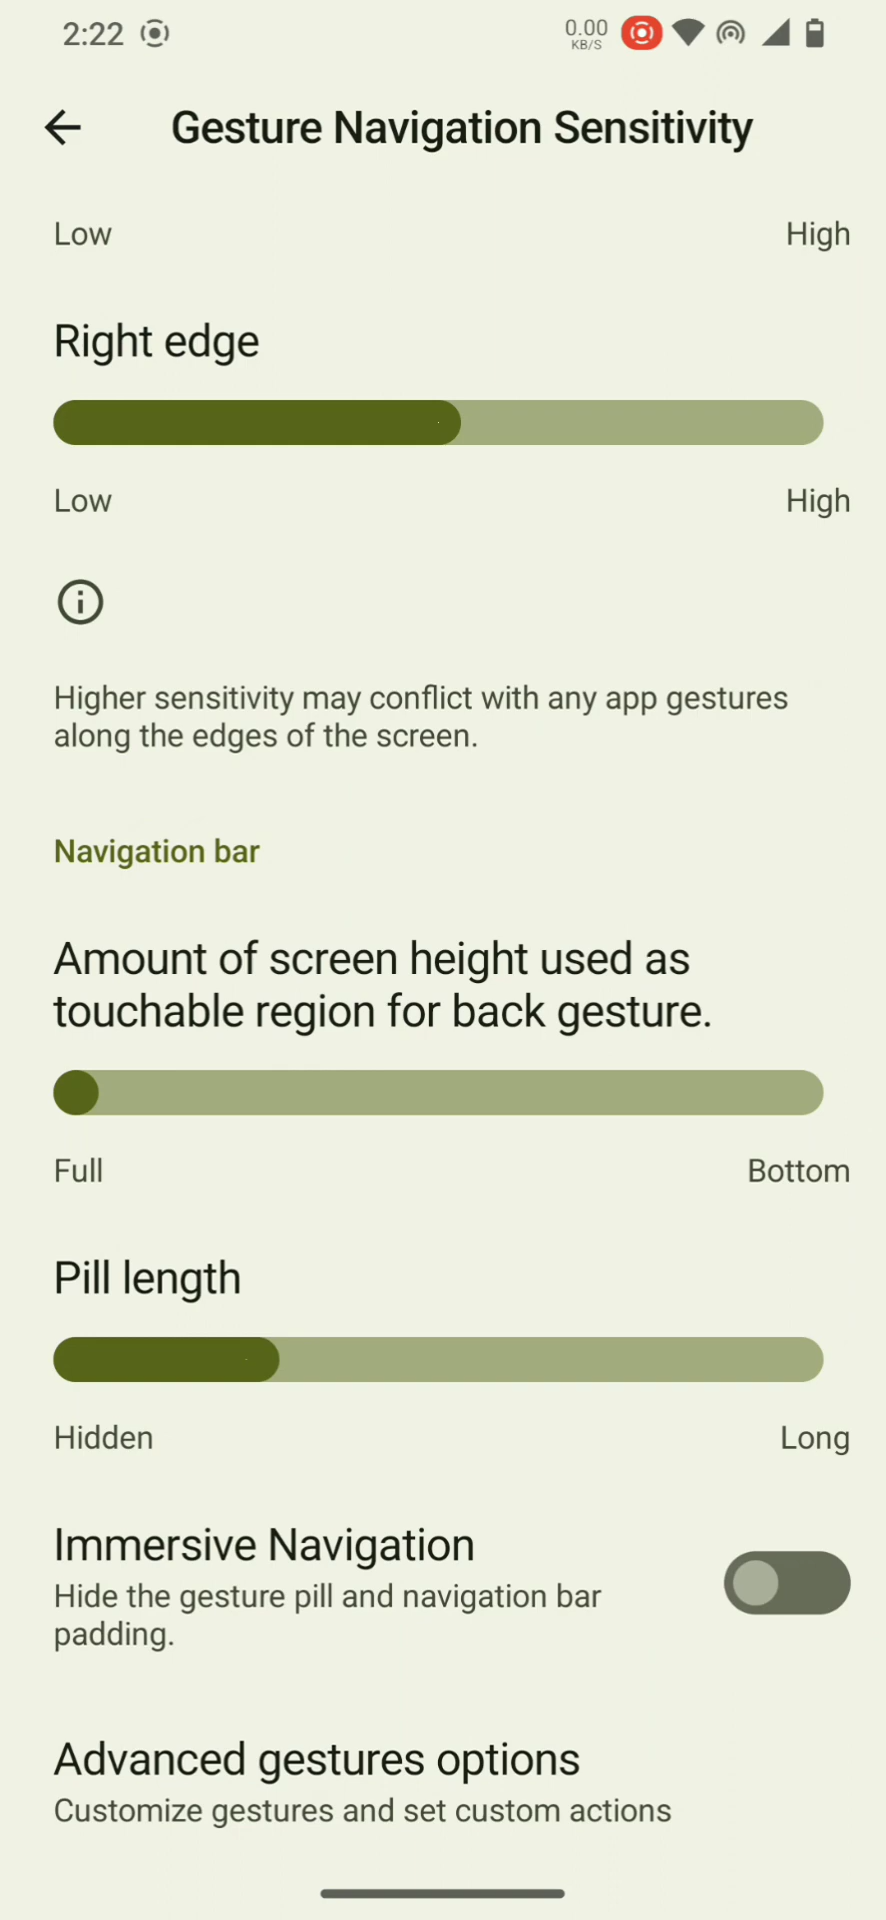 2:22
0.00
KB/S
Gesture Navigation Sensitivity
Low High
Right edge
Low High
Higher sensitivity may conflict with any app gestures
along the edges of the screen.
Navigation bar
Amount of screen height used as
touchable region for back gesture.
Full Bottom
Pill length
Hidden Long
Immersive Navigation
Hide the gesture pill and navigation bar
padding.
Advanced gestures options
Customize gestures and set custom actions